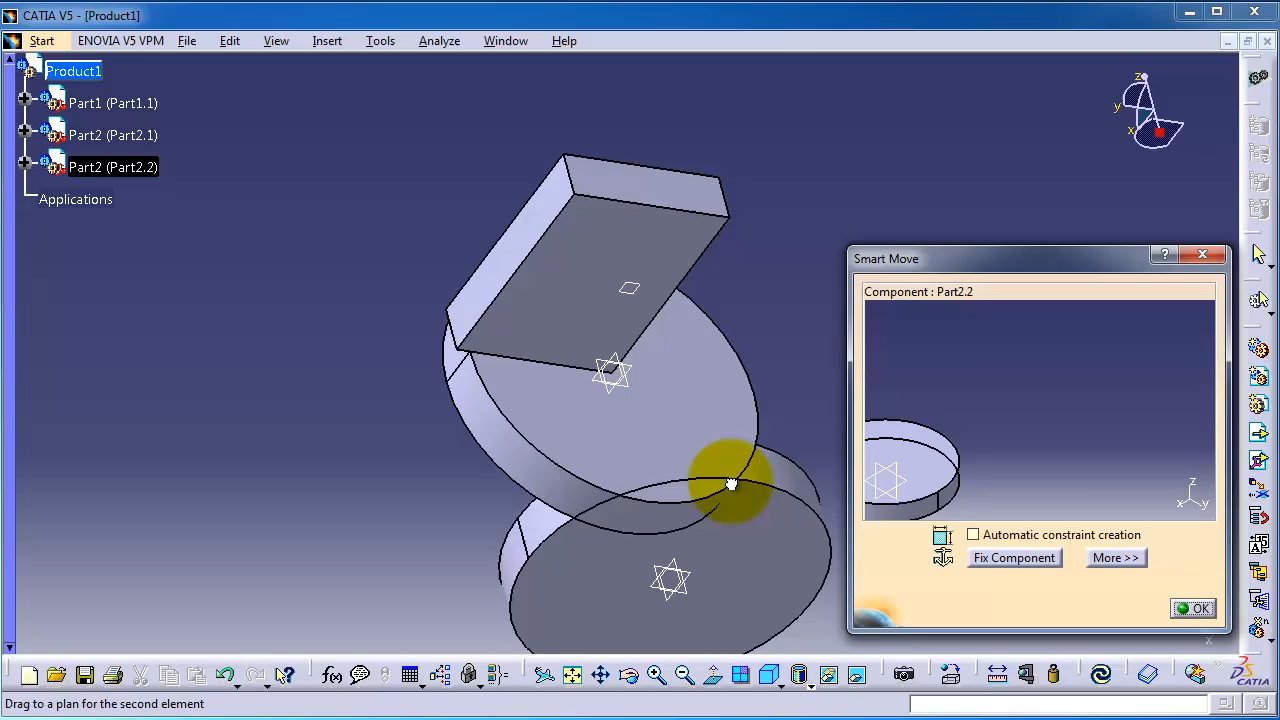 CATIA V5 - [Product1]
Start ENOVIA V5 VPM File Edit View Insert Tools Analyze Window Help
Product1
Part1 (Part1.1)
Part2 (Part2.1)
Part2 (Part2.2)
Applications
z
y
x
Smart Move
?
Component : Part2.2
z
x y
Automatic constraint creation
Fix Component More >>
OK
x
f(x)
?
CATIA
Drag to a plan for the second element